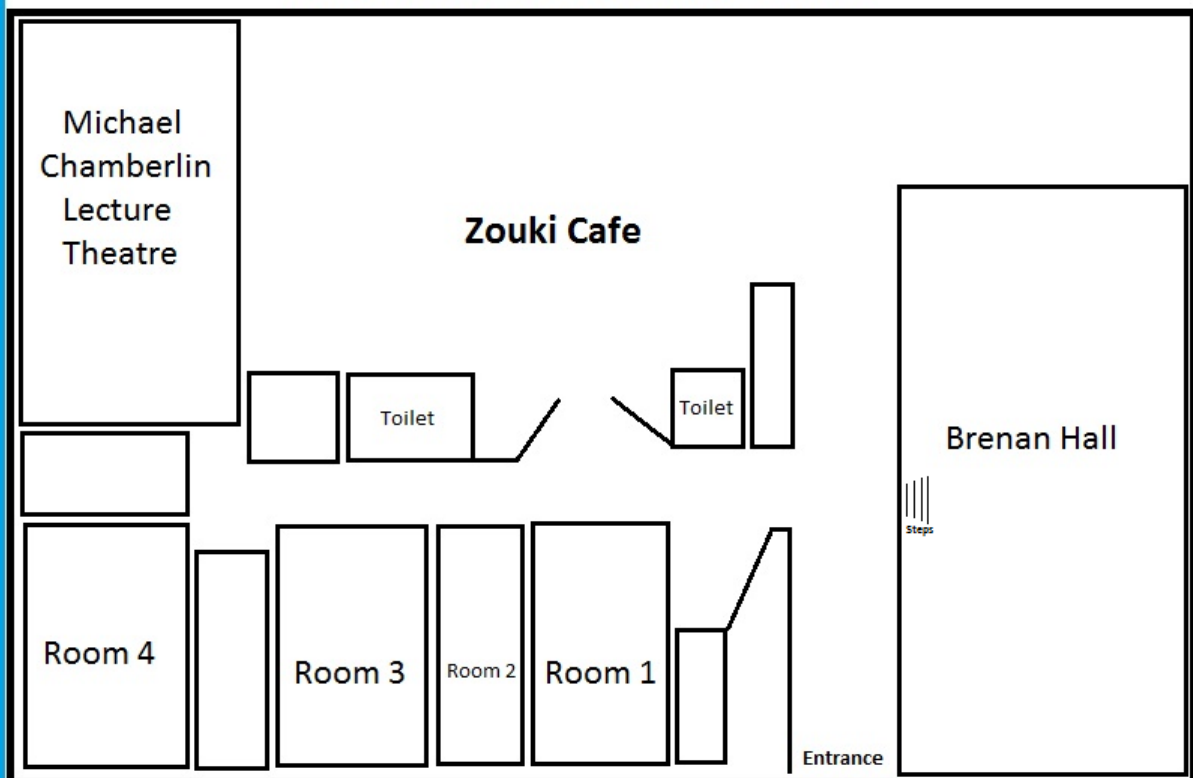 Michael
Chamberlin
Lecture
Theatre
Zouki Cafe
Toilet
Toilet
Brenan Hall
Steps
Room 4
Room 3
Room 2
Room 1
Entrance